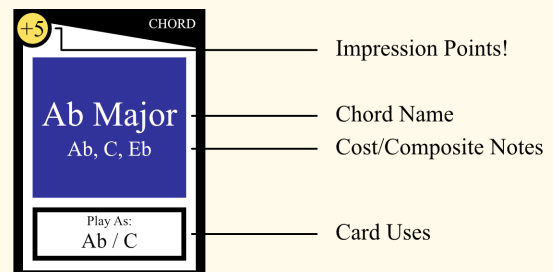 +5
CHORD
Impression Points!
Ab Major
Chord Name
Ab, C, Eb
Cost/Composite Notes
Play As:
Ab / C
Card Uses